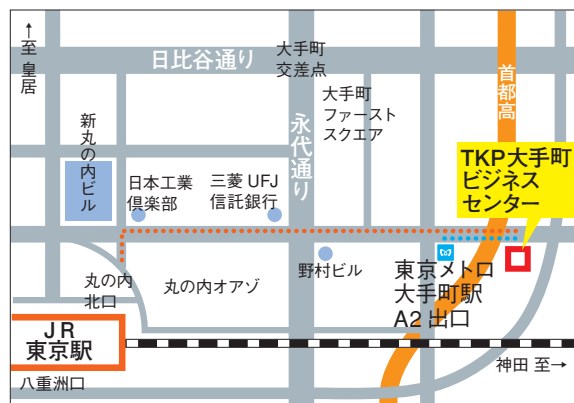 ←至 皇居
日比谷通り
大手町
交差点
首都高
新丸の内ビル
永代通り
大手町
ファースト
スクエア
TKP大手町
ビジネス
センター
日本工業
倶楽部
三菱UFJ
信託銀行
丸の内
北口
丸の内オアゾ
野村ビル
東京メトロ
大手町駅
A2出口
JR
東京駅
八重洲口
神田 至→